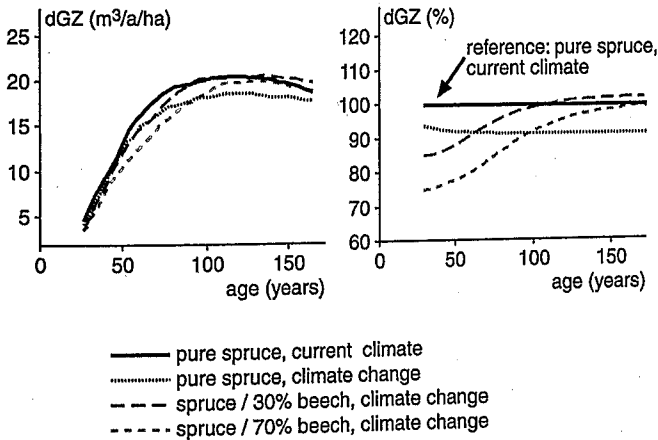 dGZ (m³/a/ha)
25
20
15
10
5
0
50
100
150
age (years)
dGZ (%)
120
110
100
90
80
70
60
0
50
100
150
age (years)
reference: pure spruce,
current climate
pure spruce, current climate
pure spruce, climate change
spruce / 30% beech, climate change
spruce / 70% beech, climate change